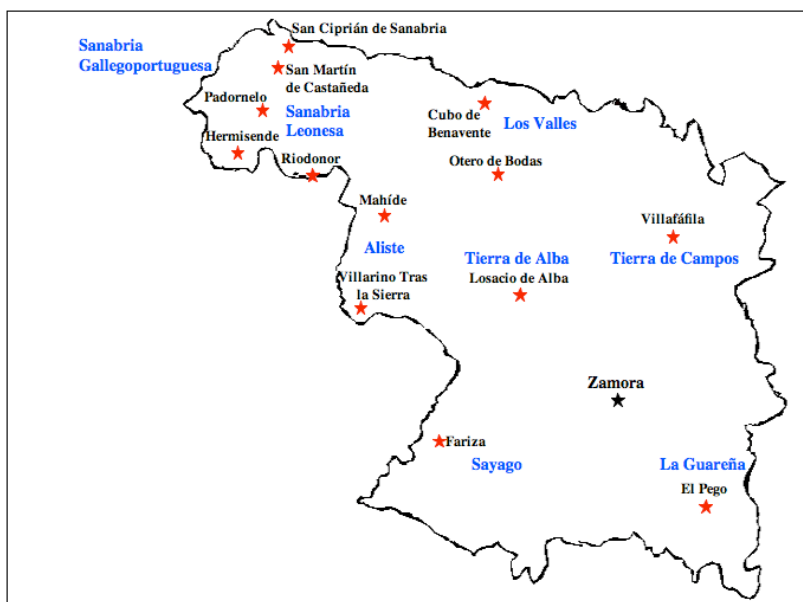 San Ciprián de Sanabria
Sanabria
Gallegoportuguesa
San Martín
de Castañeda
Padornelo
Sanabria
Leonesa
Cubo de
Benavente
Los Valles
Hermisende
Riodonor
Otero de Bodas
Mahíde
Villafáfila
Aliste
Tierra de Alba
Tierra de Campos
Villarino Tras
la Sierra
Losacio de Alba
Zamora
Fariza
Sayago
La Guareña
El Pego